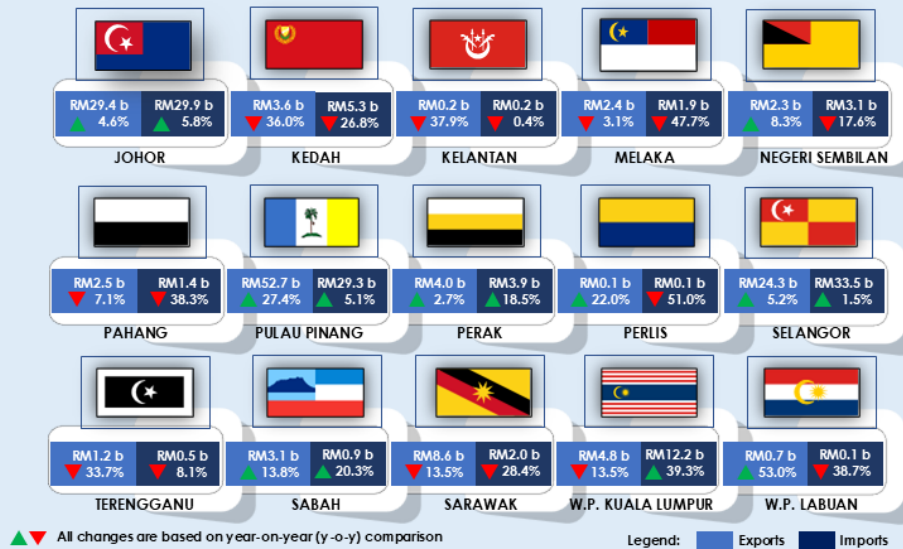 RM29.4 b RM29.9 b RM3.6 b RM5.3 b RM0.2 b RM0.2 b RM2.4 b RM1.9 b RM2.3 b RM3.1 b
4.6% 5.8% 36.0% 26.8% 37.9% 0.4% 3.1% 47.7% 8.3% 17.6%
JOHOR KEDAH KELANTAN MELAKA NEGERI SEMBILAN
RM2.5 b RM1.4 b RM52.7 b RM29.3 b RM4.0 b RM3.9 b RM0.1 b RM0.1 b RM24.3 b RM33.5 b
7.1% 38.3% 27.4% 5.1% 2.7% 18.5% 22.0% 51.0% 5.2% 1.5%
PAHANG PULAU PINANG PERAK PERLIS SELANGOR
RM1.2 b RM0.5 b RM3.1 b RM0.9 b RM8.6 b RM2.0 b RM4.8 b RM12.2 b RM0.7 b RM0.1 b
33.7% 8.1% 13.8% 20.3% 13.5% 28.4% 13.5% 39.3% 53.0% 38.7%
TERENGGANU SABAH SARAWAK W.P. KUALA LUMPUR W.P. LABUAN
All changes are based on year-on-year (y-o-y) comparison Legend: Exports Imports